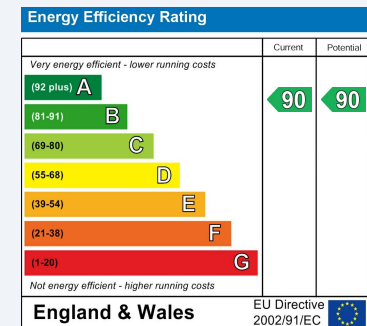 Energy Efficiency Rating
Current Potential
Very energy efficient - lower running costs
(92 plus) A
90 90
(81-91) B
(69-80) C
(55-68) D
(39-54) E
(21-38) F
(1-20) G
Not energy efficient - higher running costs
England & Wales
EU Directive
2002/91/EC